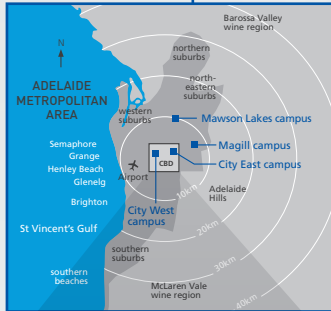 Barossa Valley
wine region
N
northern
suburbs
ADELAIDE
METROPOLITAN
AREA
north-
eastern
suburbs
western
suburbs
Mawson Lakes campus
Semaphore
Grange
Henley Beach
Glenelg
Magill campus
City East campus
CBD
Airport
10km
Adelaide
Hills
Brighton
City West
campus
St Vincent's Gulf
20km
southern
suburbs
30km
southern
beaches
McLaren Vale
wine region
40km